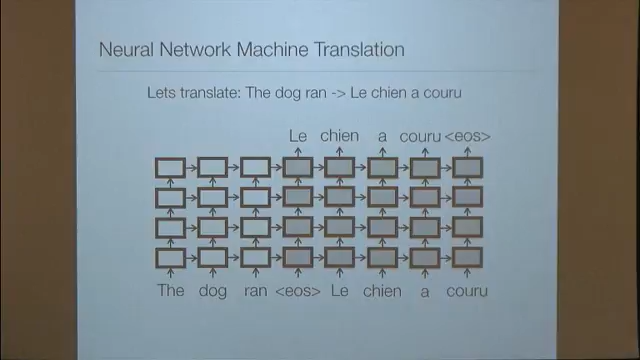 Neural Network Machine Translation
Lets translate: The dog ran -> Le chien a couru
Le chien a couru <eos>
The dog ran <eos> Le chien a couru